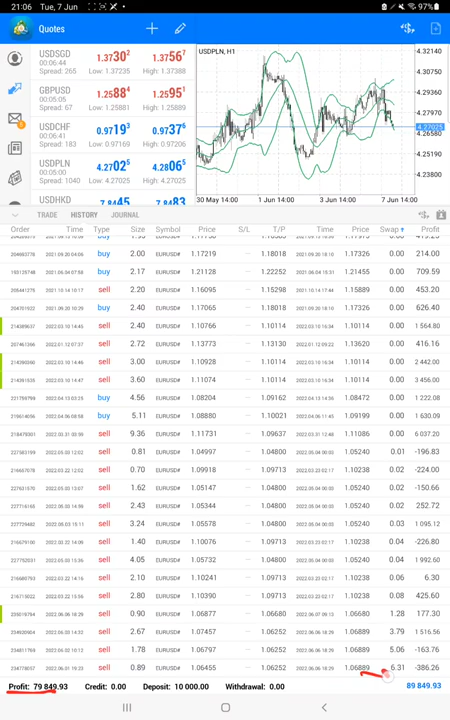 21:06 Tue, 7 Jun 97%
Quotes
USDSGD 1.37302 1.37567
00:06:44
Spread: 265 Low: 1.37235 High: 1.37388
GBPUSD 1.25884 1.25951
00:05:05
Spread: 67 Low: 1.25881 High: 1.25951
USDCHF 0.97193 0.97376
00:06:41
Spread: 183 Low: 0.97169 High: 0.97206
USDPLN 4.27025 4.28065
00:05:00
Spread: 1040 Low: 4.27025 High: 4.28065
USDHKD 7.8445 7.8483
USDPLN, H1
4.32140
4.30750
4.29360
4.27970
4.27025
4.26580
4.25190
4.23800
30 May 14:00 1 Jun 14:00 3 Jun 14:00 7 Jun 14:00
TRADE HISTORY JOURNAL
Order Time Type Size Symbol Price S/L T/P Time Price Swap Profit
buy 2.00 EURUSD# 1.17219 — 1.18018 1.17326 0.00 214.00
buy 2.17 EURUSD# 1.21128 — 1.22252 1.21455 0.00 709.59
sell 2.20 EURUSD# 1.16095 — 1.15298 1.15889 0.00 453.20
buy 2.40 EURUSD# 1.17065 — 1.18018 1.17326 0.00 626.40
sell 2.40 EURUSD# 1.10766 — 1.10114 1.10114 0.00 1 564.80
sell 2.72 EURUSD# 1.13773 — 1.13130 1.13620 0.00 416.16
sell 3.00 EURUSD# 1.10928 — 1.10114 1.10114 0.00 2 442.00
sell 3.60 EURUSD# 1.11074 — 1.10114 1.10114 0.00 3 456.00
buy 4.56 EURUSD# 1.08204 — 1.09162 1.08472 0.00 1 222.08
buy 5.11 EURUSD# 1.08880 — 1.10021 1.09199 0.00 1 630.09
sell 9.36 EURUSD# 1.11731 — 1.09637 1.11086 0.00 6 037.20
sell 0.81 EURUSD# 1.04997 — 1.04800 1.05240 0.01 -196.83
sell 0.70 EURUSD# 1.09918 — 1.09713 1.10238 0.02 -224.00
sell 1.62 EURUSD# 1.05147 — 1.04800 1.05240 0.02 -150.66
sell 2.43 EURUSD# 1.05344 — 1.04800 1.05240 0.02 252.72
sell 3.24 EURUSD# 1.05578 — 1.04800 1.05240 0.03 1 095.12
sell 1.40 EURUSD# 1.10076 — 1.09713 1.10238 0.04 -226.80
sell 4.05 EURUSD# 1.05732 — 1.04800 1.05240 0.04 1 992.60
sell 2.10 EURUSD# 1.10241 — 1.09713 1.10238 0.06 6.30
sell 2.80 EURUSD# 1.10390 — 1.09713 1.10238 0.08 425.60
sell 0.90 EURUSD# 1.06877 — 1.06680 1.06680 1.28 177.30
sell 2.67 EURUSD# 1.07457 — 1.06252 1.06889 3.79 1 516.56
sell 1.78 EURUSD# 1.06797 — 1.06252 1.06889 5.06 -163.76
sell 0.89 EURUSD# 1.06455 — 1.06252 1.06889 6.31 -386.26
Profit: 79 849.93 Credit: 0.00 Deposit: 10 000.00 Withdrawal: 0.00 89 849.93